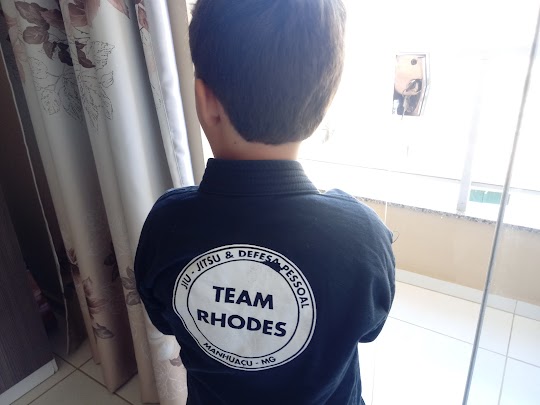 JIU - JITSU & DEFESA PESSOAL
TEAM
RHODES
MANHUAÇU - MG